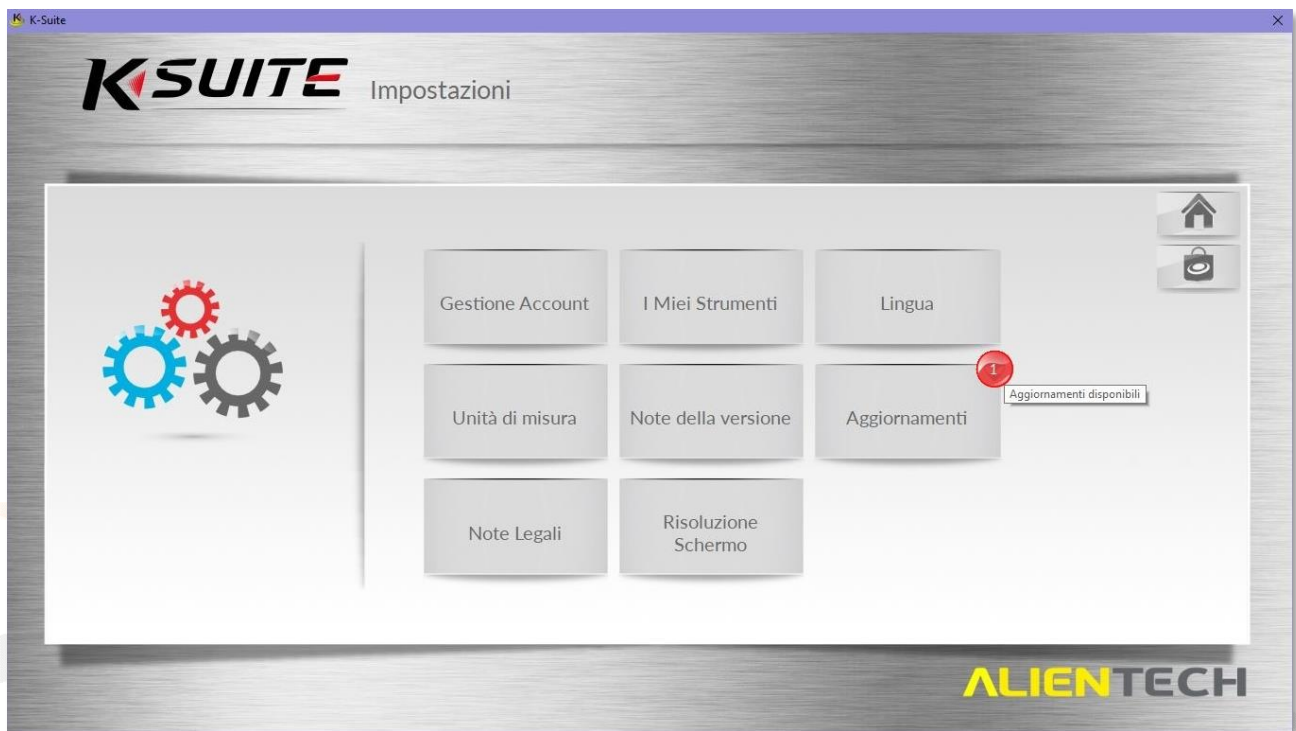 K-Suite
KSUITE Impostazioni
Gestione Account
I Miei Strumenti
Lingua
1
Aggiornamenti disponibili
Unità di misura
Note della versione
Aggiornamenti
Note Legali
Risoluzione
Schermo
ALIENTECH